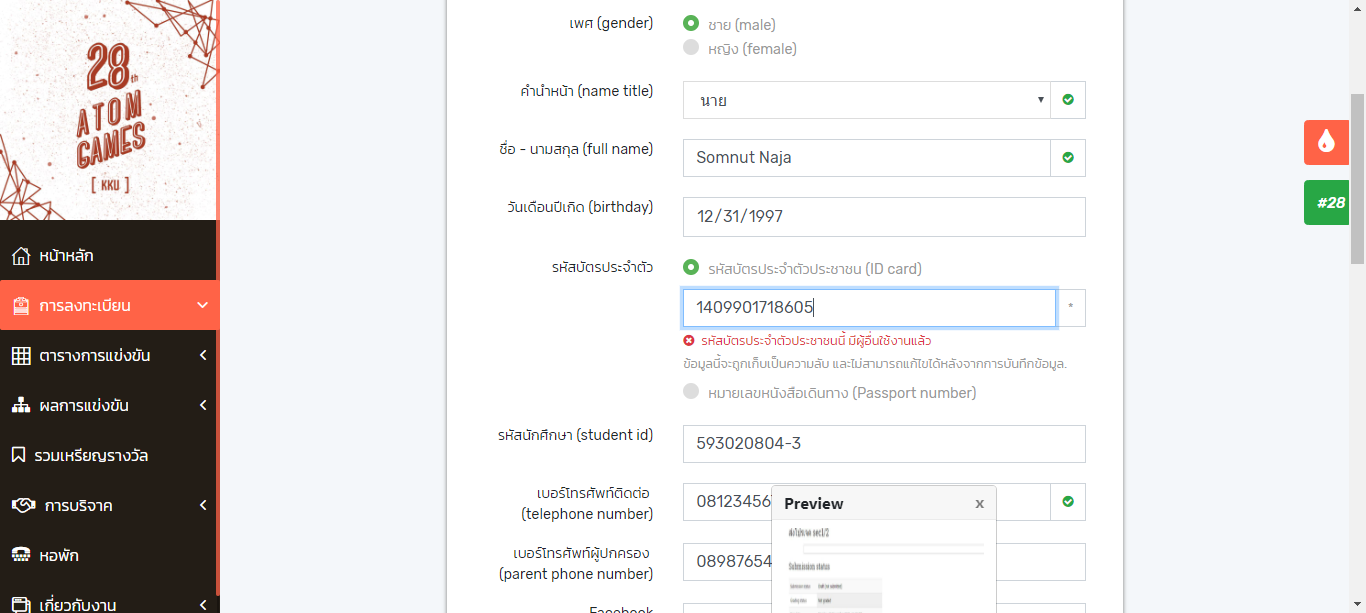 28th
ATOM
GAMES
[ KKU ]
หน้าหลัก
การลงทะเบียน
ตารางการแข่งขัน
ผลการแข่งขัน
รวมเหรียญรางวัล
การบริจาค
หอพัก
เกี่ยวกับงาน
เพศ (gender)
ชาย (male)
หญิง (female)
คำนำหน้า (name title)
นาย
ชื่อ - นามสกุล (full name)
Somnut Naja
วันเดือนปีเกิด (birthday)
12/31/1997
รหัสบัตรประจำตัว
รหัสบัตรประจำตัวประชาชน (ID card)
1409901718605
*
รหัสบัตรประจำตัวประชาชนนี้ มีผู้อื่นใช้งานแล้ว
ข้อมูลนี้จะถูกเก็บเป็นความลับ และไม่สามารถแก้ไขได้หลังจากการบันทึกข้อมูล.
หมายเลขหนังสือเดินทาง (Passport number)
รหัสนักศึกษา (student id)
593020804-3
เบอร์โทรศัพท์ติดต่อ
(telephone number)
08123456
เบอร์โทรศัพท์ผู้ปกครอง
(parent phone number)
08987654
Facebook
Preview
x
Submission status
#28